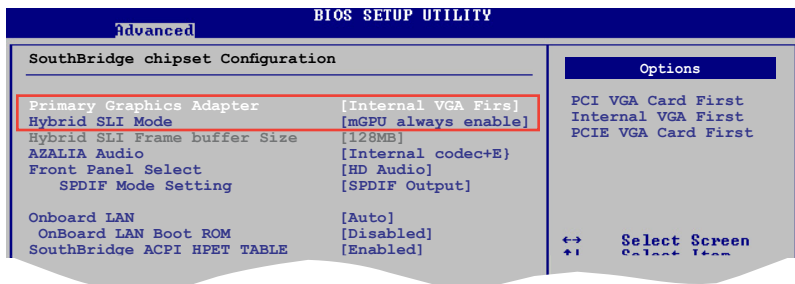 BIOS SETUP UTILITY
Advanced
SouthBridge chipset Configuration
Primary Graphics Adapter [Internal VGA Firs]
Hybrid SLI Mode [mGPU always enable]
Hybrid SLI Frame buffer Size [128MB]
AZALIA Audio [Internal codec+E}
Front Panel Select [HD Audio]
SPDIF Mode Setting [SPDIF Output]
Onboard LAN [Auto]
OnBoard LAN Boot ROM [Disabled]
SouthBridge ACPI HPET TABLE [Enabled]
Options
PCI VGA Card First
Internal VGA First
PCIE VGA Card First
←→ Select Screen
↑↓ Select Item